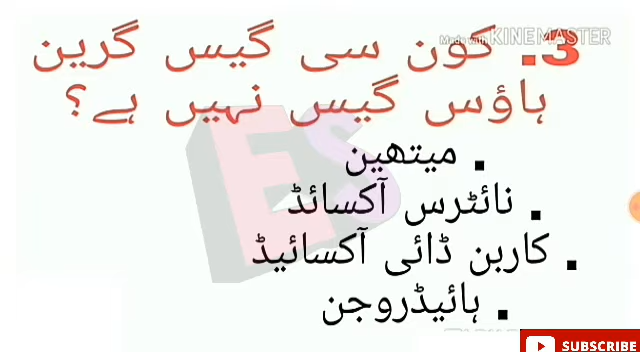 Made with KINEMASTER
3. کون سی گیس گرین
ہاؤس گیس نہیں ہے؟
▪ میتھین
▪ نائٹرس آکسائڈ
▪ کاربن ڈائی آکسائیڈ
▪ ہائیڈروجن
ES
SUBSCRIBE